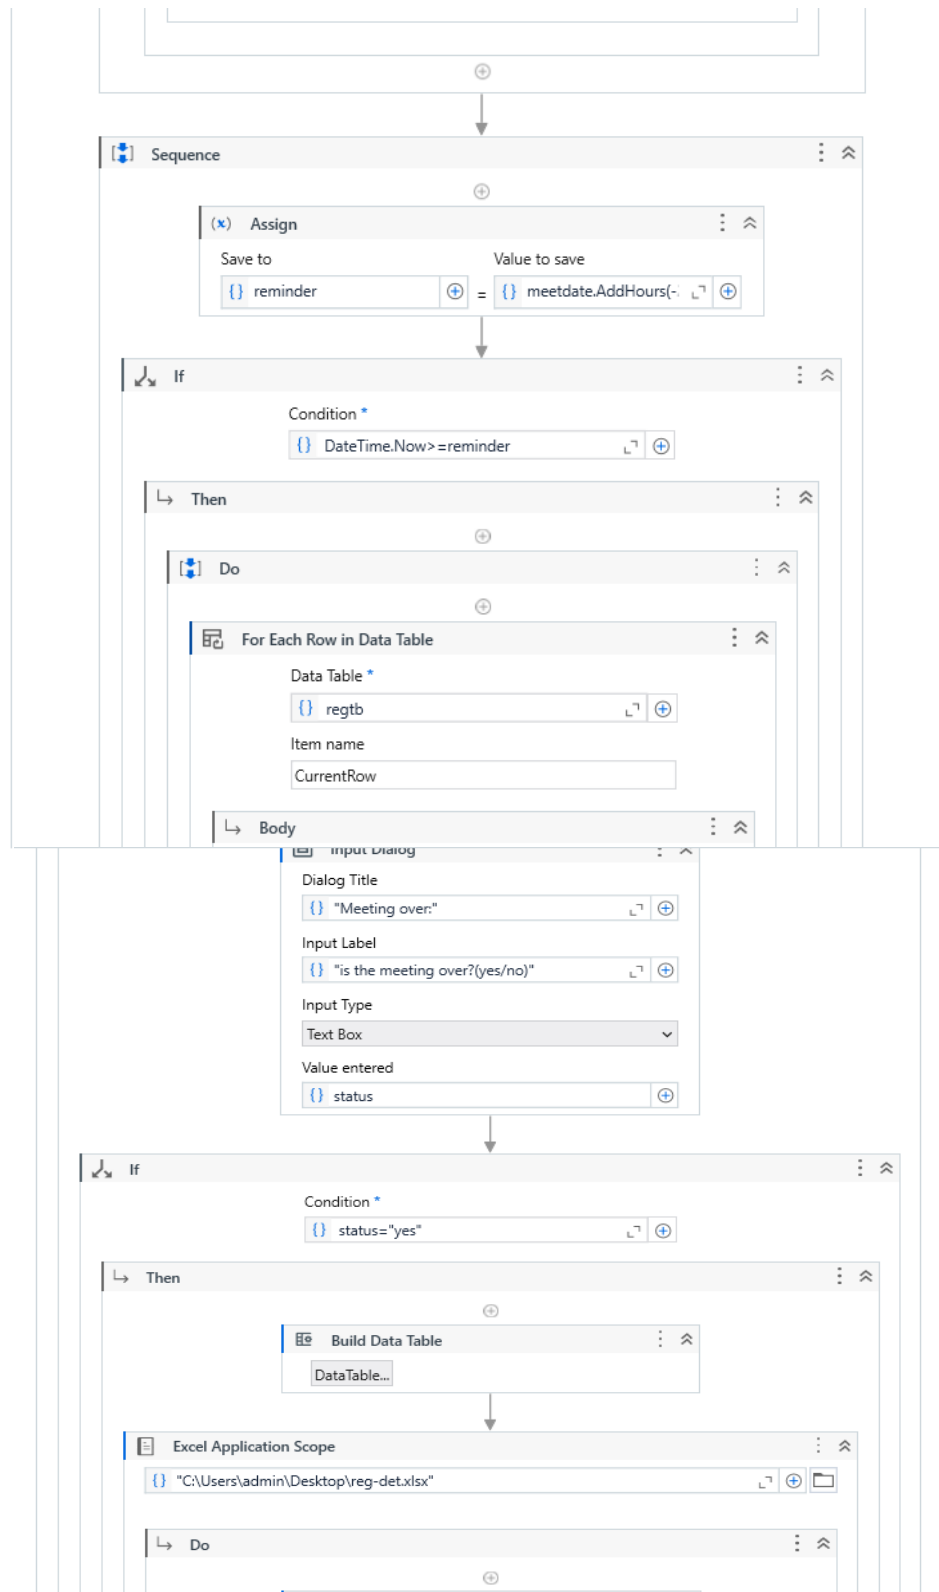 Sequence
Assign
Save to Value to save
{} reminder = {} meetdate.AddHours(-
If
Condition *
{} DateTime.Now>=reminder
Then
Do
For Each Row in Data Table
Data Table *
{} regtb
Item name
CurrentRow
Body
Input Dialog
Dialog Title
{} "Meeting over:"
Input Label
{} "is the meeting over?(yes/no)"
Input Type
Text Box
Value entered
{} status
If
Condition *
{} status="yes"
Then
Build Data Table
DataTable...
Excel Application Scope
{} "C:\Users\admin\Desktop\reg-det.xlsx"
Do